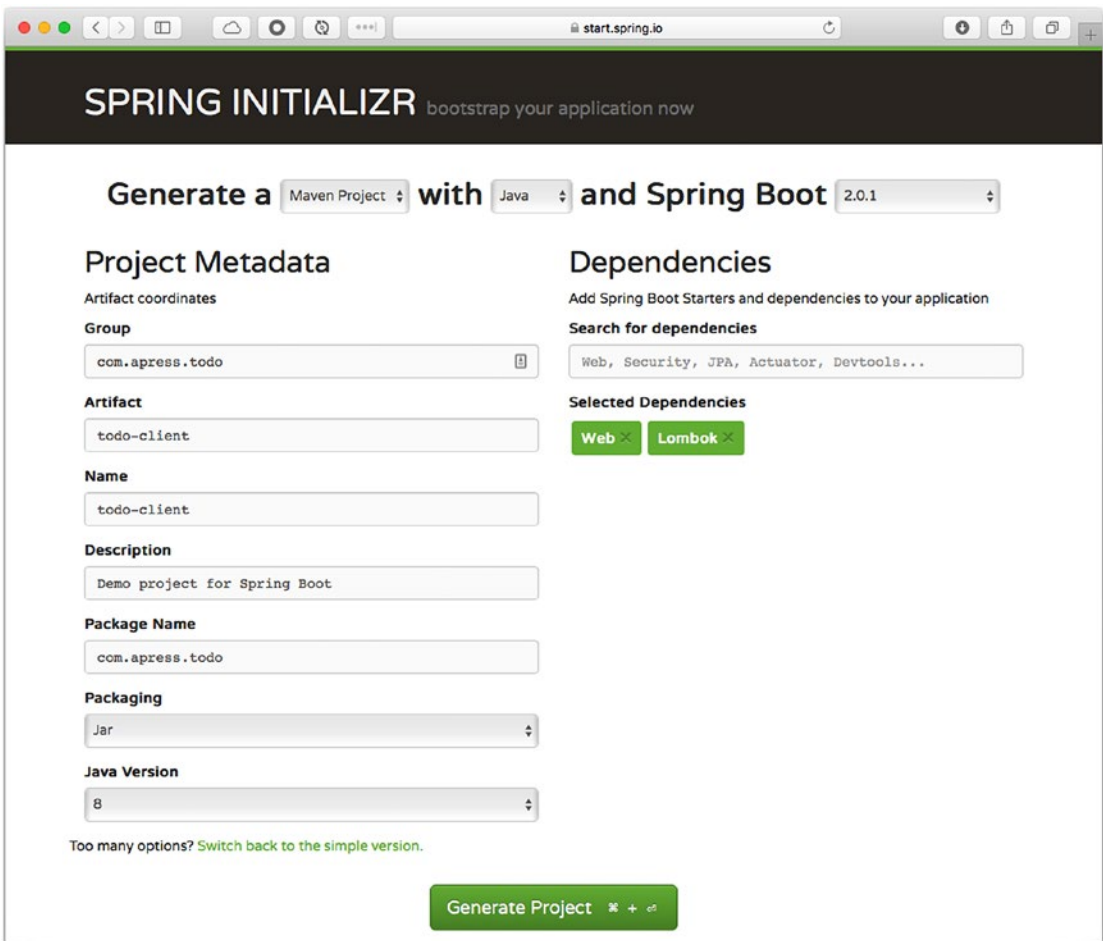 start.spring.io
SPRING INITIALIZR bootstrap your application now
Generate a Maven Project with Java and Spring Boot 2.0.1
Project Metadata
Artifact coordinates
Group
com.apress.todo
Artifact
todo-client
Name
todo-client
Description
Demo project for Spring Boot
Package Name
com.apress.todo
Packaging
Jar
Java Version
8
Dependencies
Add Spring Boot Starters and dependencies to your application
Search for dependencies
Web, Security, JPA, Actuator, Devtools...
Selected Dependencies
Web × Lombok ×
Too many options? Switch back to the simple version.
Generate Project ⌘ + ⏎